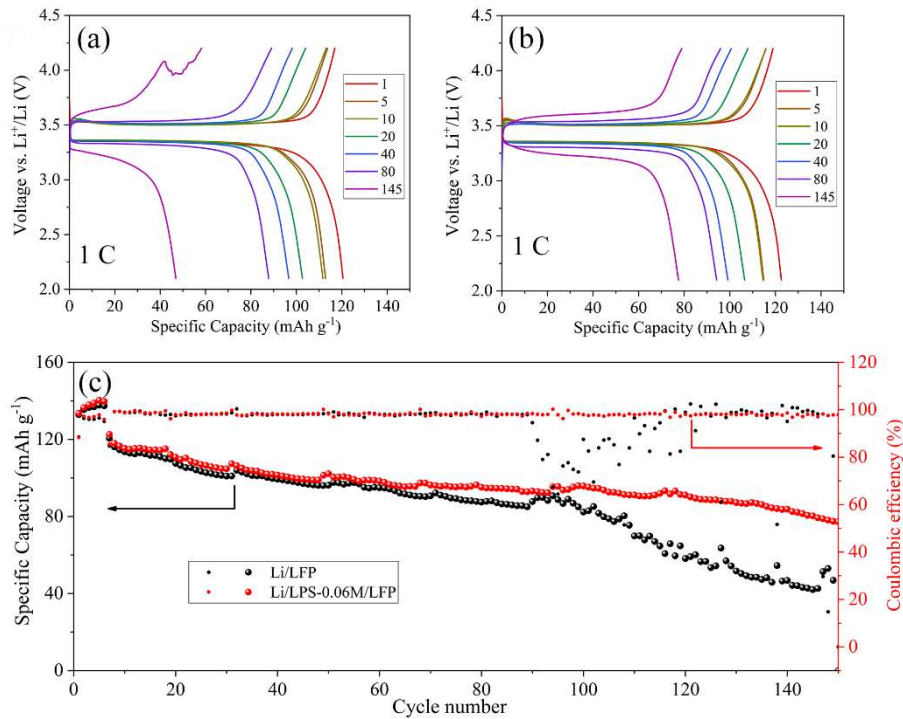 (a)
4.5
4.0
3.5
3.0
2.5
2.0
Voltage vs. Li⁺/Li (V)
1
5
10
20
40
80
145
1 C
0 20 40 60 80 100 120 140
Specific Capacity (mAh g⁻¹)
(b)
4.5
4.0
3.5
3.0
2.5
2.0
Voltage vs. Li⁺/Li (V)
1
5
10
20
40
80
145
1 C
0 20 40 60 80 100 120 140
Specific Capacity (mAh g⁻¹)
(c)
160
120
80
40
0
Specific Capacity (mAh g⁻¹)
Li/LFP
Li/LPS-0.06M/LFP
0 20 40 60 80 100 120 140
Cycle number
120
100
80
60
40
20
0
Coulombic effciency (%)